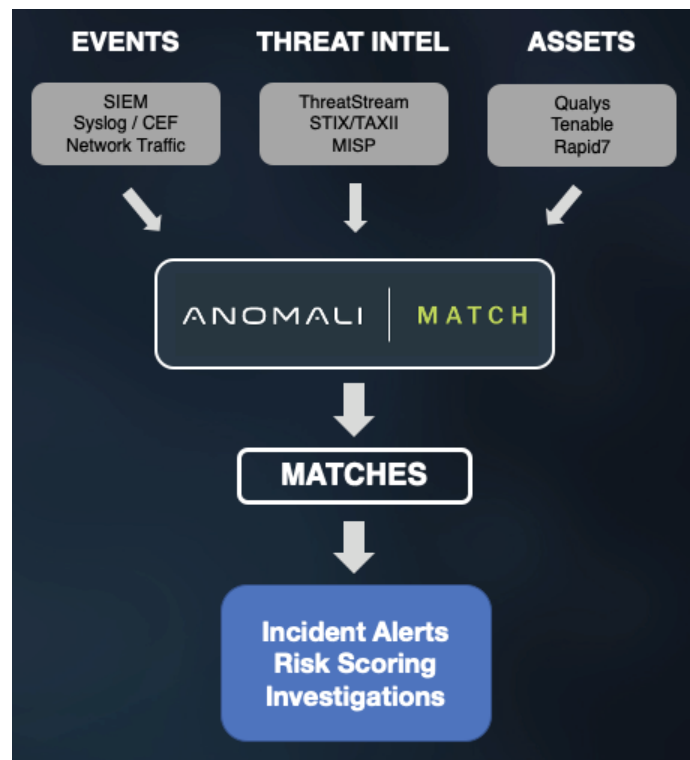 EVENTS
THREAT INTEL
ASSETS
SIEM
Syslog / CEF
Network Traffic
ThreatStream
STIX/TAXII
MISP
Qualys
Tenable
Rapid7
ANOMALI | MATCH
MATCHES
Incident Alerts
Risk Scoring
Investigations